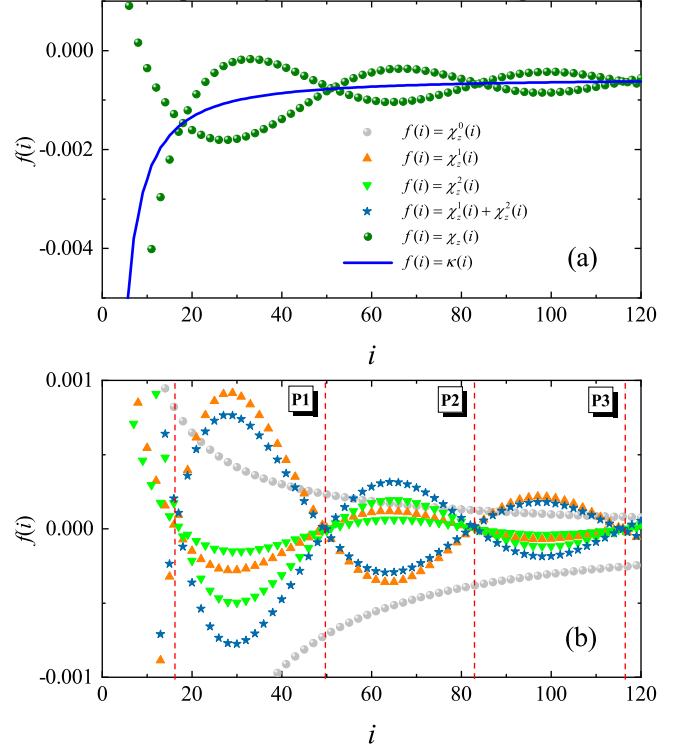 0.000
-0.002
-0.004
f(i)
f(i) = χ_z^0(i)
f(i) = χ_z^1(i)
f(i) = χ_z^2(i)
f(i) = χ_z^1(i) + χ_z^2(i)
f(i) = χ_z(i)
f(i) = κ(i)
(a)
0 20 40 60 80 100 120
i
0.001
0.000
-0.001
f(i)
P1 P2 P3
(b)
0 20 40 60 80 100 120
i